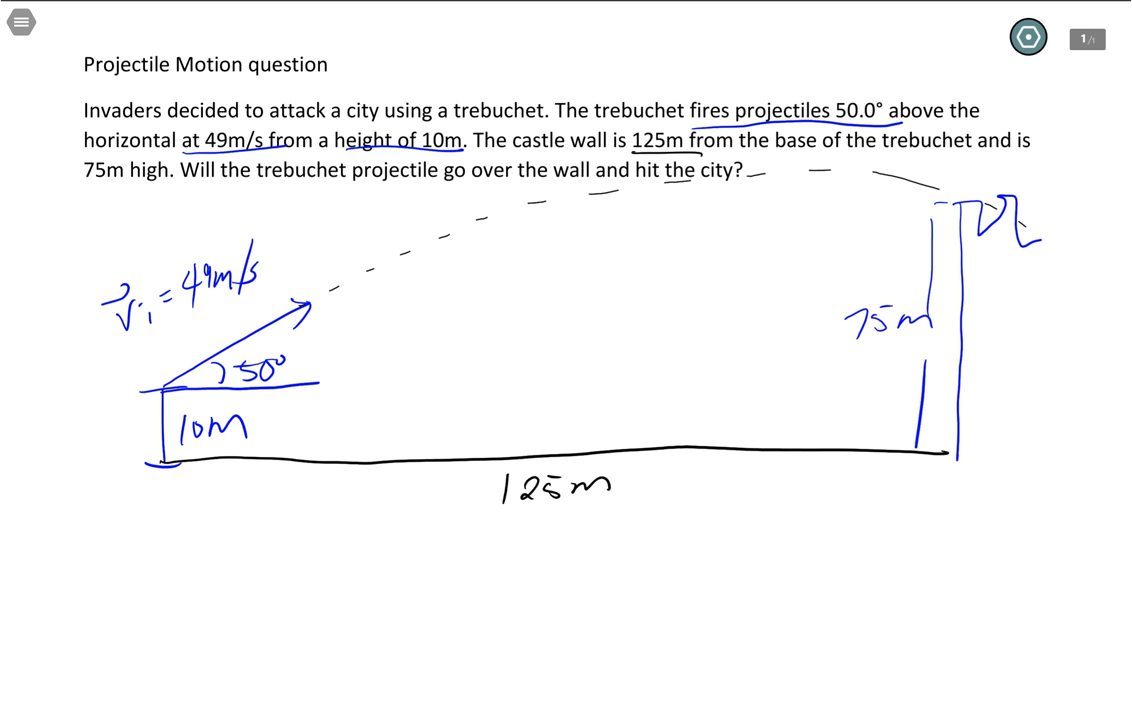 1/1
Projectile Motion question
Invaders decided to attack a city using a trebuchet. The trebuchet fires projectiles 50.0° above the
horizontal at 49m/s from a height of 10m. The castle wall is 125m from the base of the trebuchet and is
75m high. Will the trebuchet projectile go over the wall and hit the city?
v⃗i = 49m/s
75m
50°
10m
125m